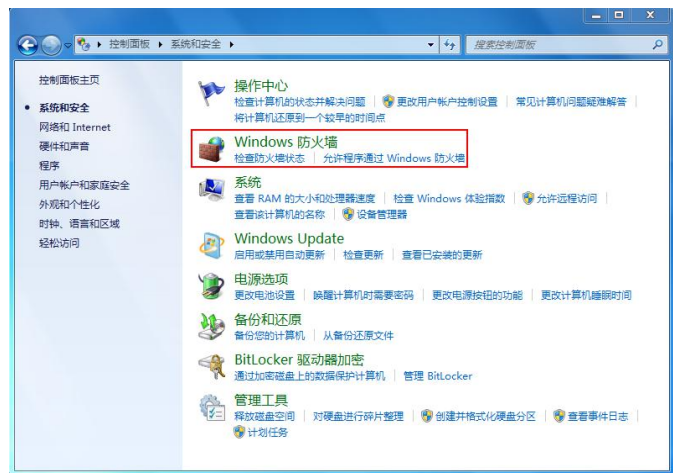 控制面板 系统和安全
搜索控制面板
控制面板主页
系统和安全
网络和 Internet
硬件和声音
程序
用户帐户和家庭安全
外观和个性化
时钟、语言和区域
轻松访问
操作中心
检查计算机的状态并解决问题 更改用户帐户控制设置 常见计算机问题疑难解答
将计算机还原到一个较早的时间点
Windows 防火墙
检查防火墙状态 允许程序通过 Windows 防火墙
系统
查看 RAM 的大小和处理器速度 检查 Windows 体验指数 允许远程访问
查看该计算机的名称 设备管理器
Windows Update
启用或禁用自动更新 检查更新 查看已安装的更新
电源选项
更改电池设置 唤醒计算机时需要密码 更改电源按钮的功能 更改计算机睡眠时间
备份和还原
备份您的计算机 从备份还原文件
BitLocker 驱动器加密
通过加密磁盘上的数据保护计算机 管理 BitLocker
管理工具
释放磁盘空间 对硬盘进行碎片整理 创建并格式化硬盘分区 查看事件日志
计划任务